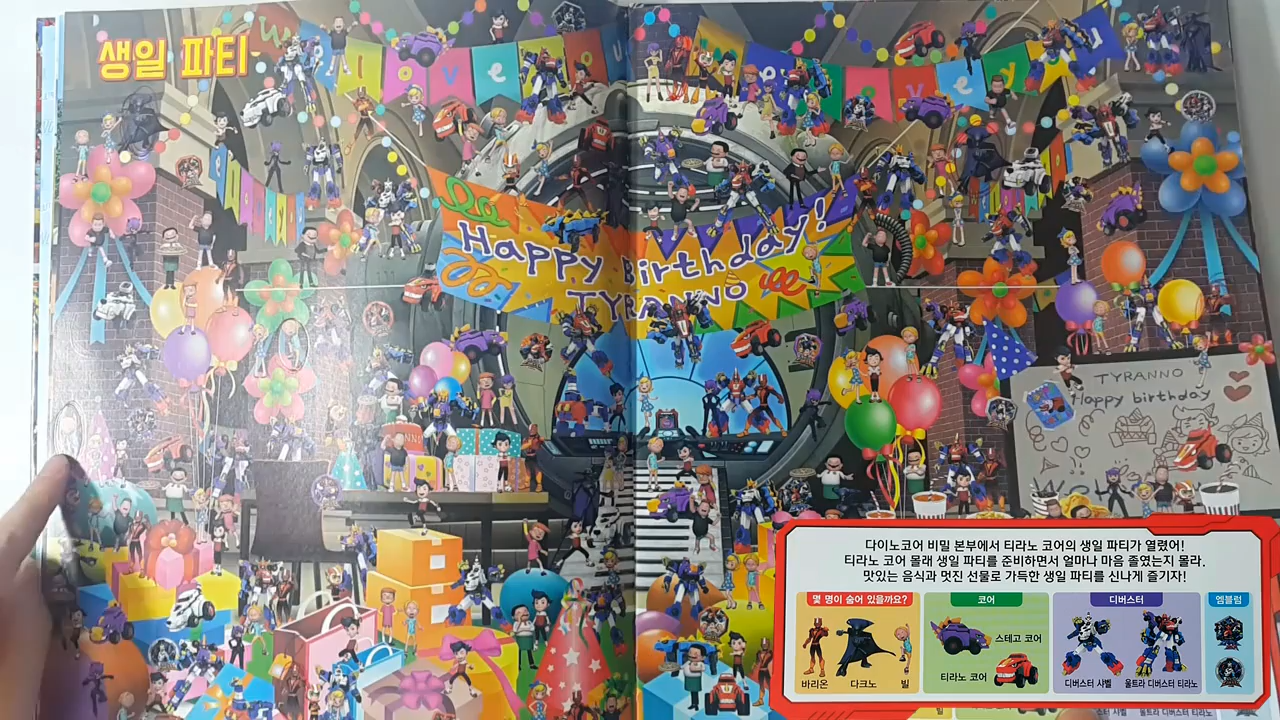 생일 파티
we love you
we love you
Happy Birthday!
TYRANNO
TYRANNO
Happy birthday
다이노코어 비밀 본부에서 티라노 코어의 생일 파티가 열렸어!
티라노 코어 몰래 생일 파티를 준비하면서 얼마나 마음 졸였는지 몰라.
맛있는 음식과 멋진 선물로 가득한 생일 파티를 신나게 즐기자!
몇 명이 숨어 있을까요?
코어
디버스터
엠블럼
스테고 코어
바리온
다크노
빌
티라노 코어
디버스터 샤벨
울트라 디버스터 티라노